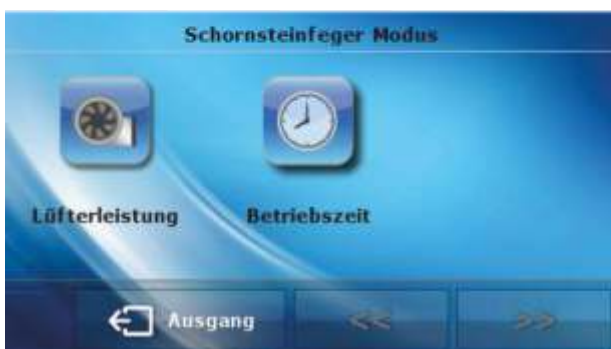 Schornsteinfeger Modus
Lüfterleistung Betriebszeit
Ausgang << >>